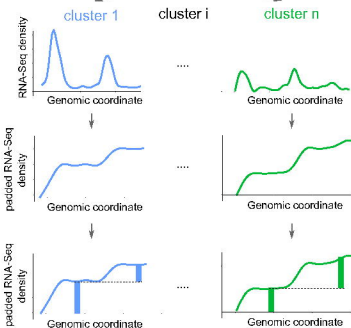 cluster 1 cluster i cluster n
RNA-Seq density
....
Genomic coordinate Genomic coordinate
padded RNA-Seq
density
....
Genomic coordinate Genomic coordinate
padded RNA-Seq
density
....
Genomic coordinate Genomic coordinate